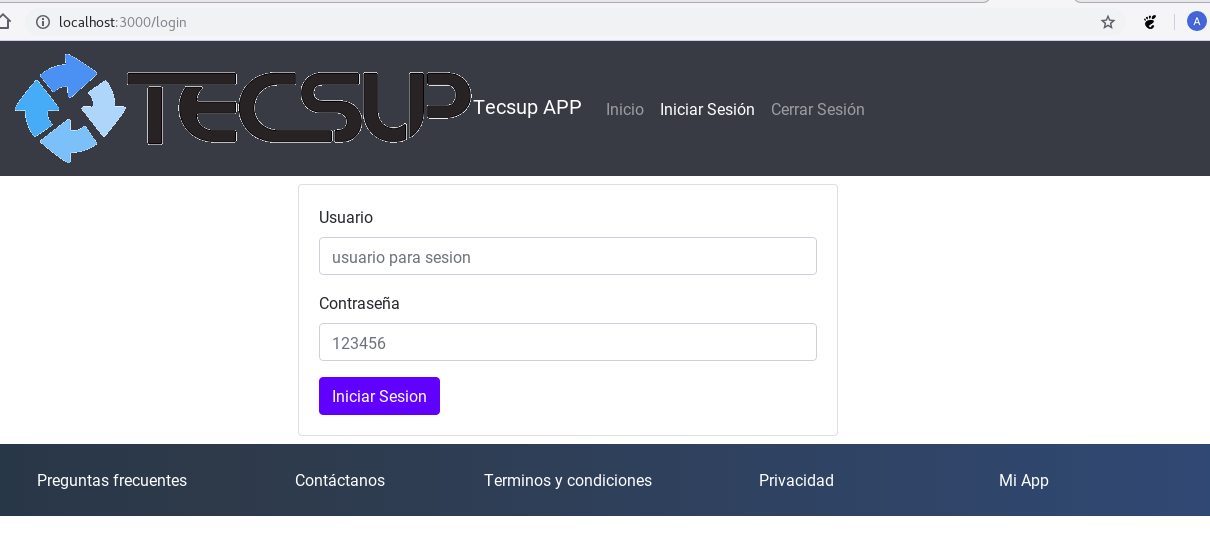 localhost:3000/login
A
TECSUP Tecsup APP Inicio Iniciar Sesión Cerrar Sesión
Usuario
usuario para sesion
Contraseña
123456
Iniciar Sesion
Preguntas frecuentes Contáctanos Terminos y condiciones Privacidad Mi App